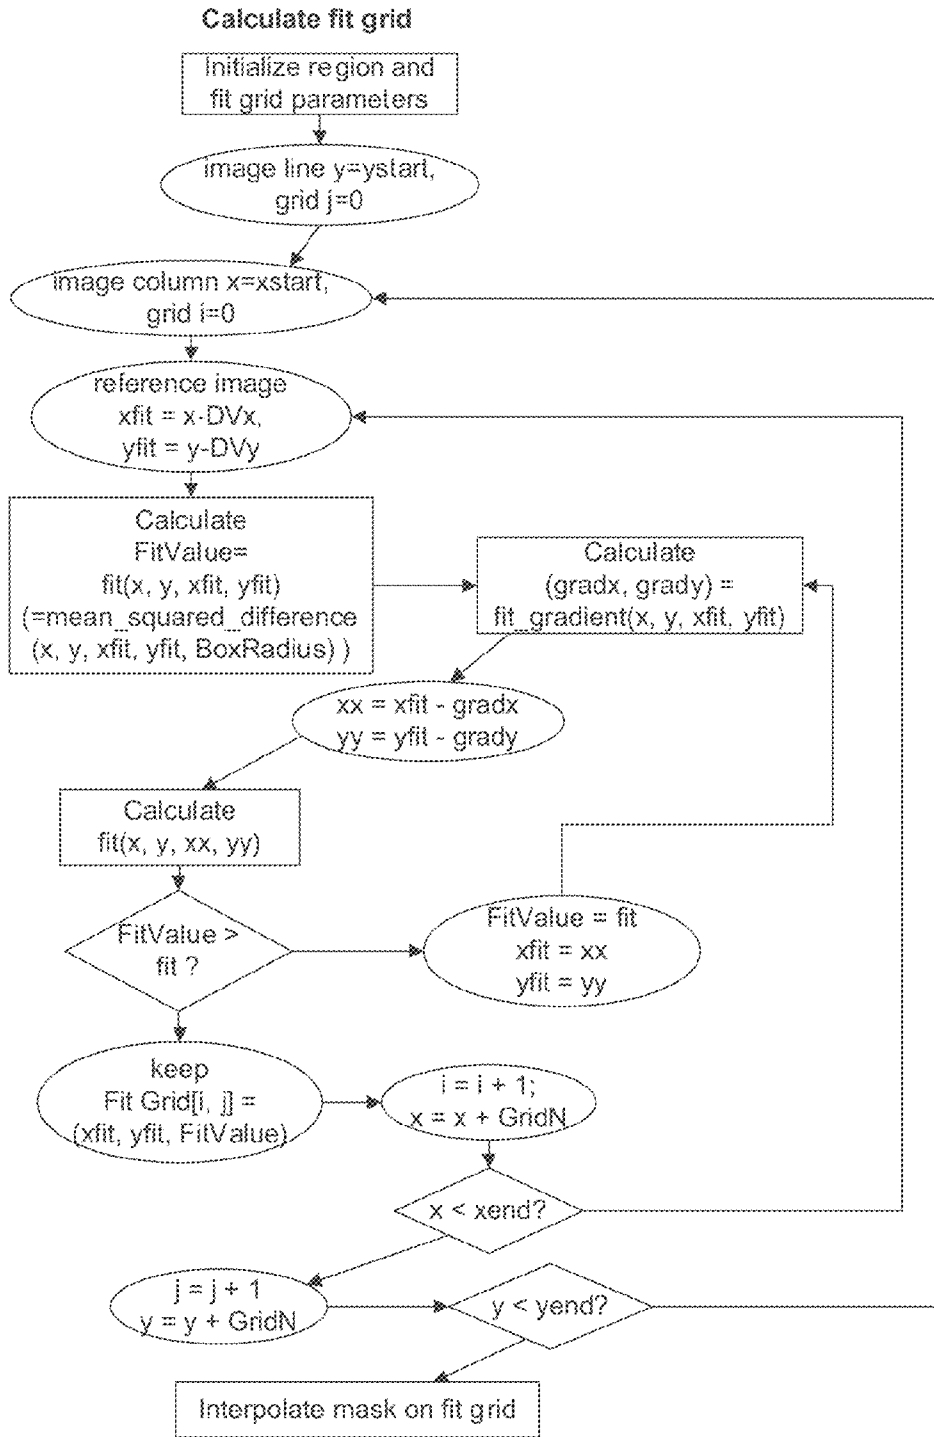 Calculate fit grid
Initialize region and
fit grid parameters
image line y=ystart,
grid j=0
image column x=xstart,
grid i=0
reference image
xfit = x-DVx,
yfit = y-DVy
Calculate
FitValue=
fit(x, y, xfit, yfit)
(=mean_squared_difference
(x, y, xfit, yfit, BoxRadius) )
Calculate
(gradx, grady) =
fit_gradient(x, y, xfit, yfit)
xx = xfit - gradx
yy = yfit - grady
Calculate
fit(x, y, xx, yy)
FitValue >
fit ?
FitValue = fit
xfit = xx
yfit = yy
keep
Fit Grid[i, j] =
(xfit, yfit, FitValue)
i = i + 1;
x = x + GridN
x < xend?
j = j + 1
y = y + GridN
y < yend?
Interpolate mask on fit grid